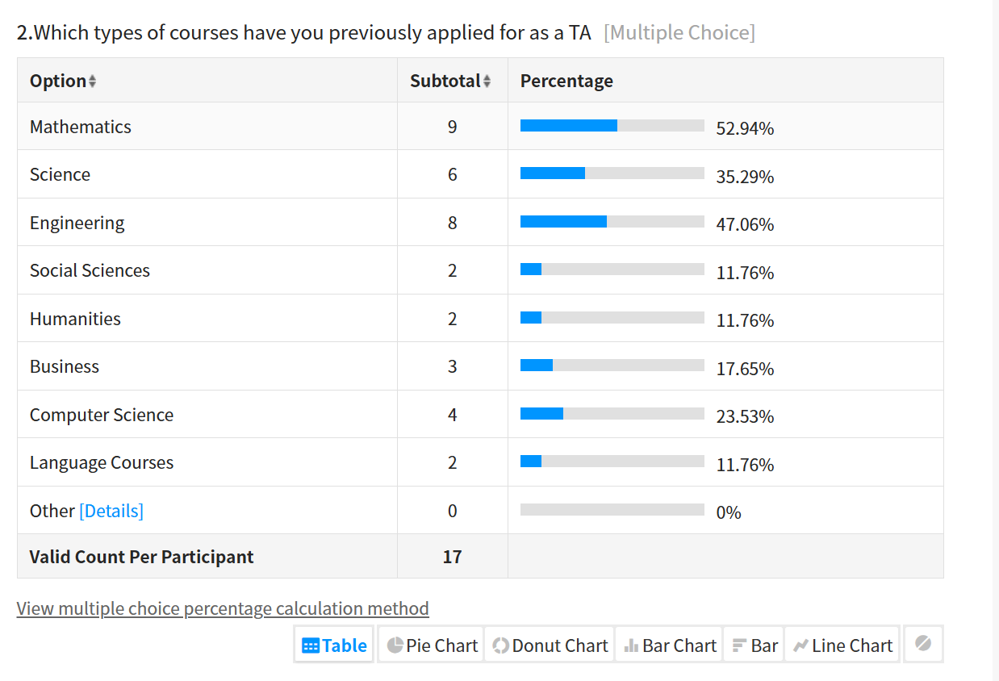 2.Which types of courses have you previously applied for as a TA [Multiple Choice]
Option Subtotal Percentage
Mathematics 9 52.94%
Science 6 35.29%
Engineering 8 47.06%
Social Sciences 2 11.76%
Humanities 2 11.76%
Business 3 17.65%
Computer Science 4 23.53%
Language Courses 2 11.76%
Other [Details] 0 0%
Valid Count Per Participant 17
View multiple choice percentage calculation method
Table Pie Chart Donut Chart Bar Chart Bar Line Chart